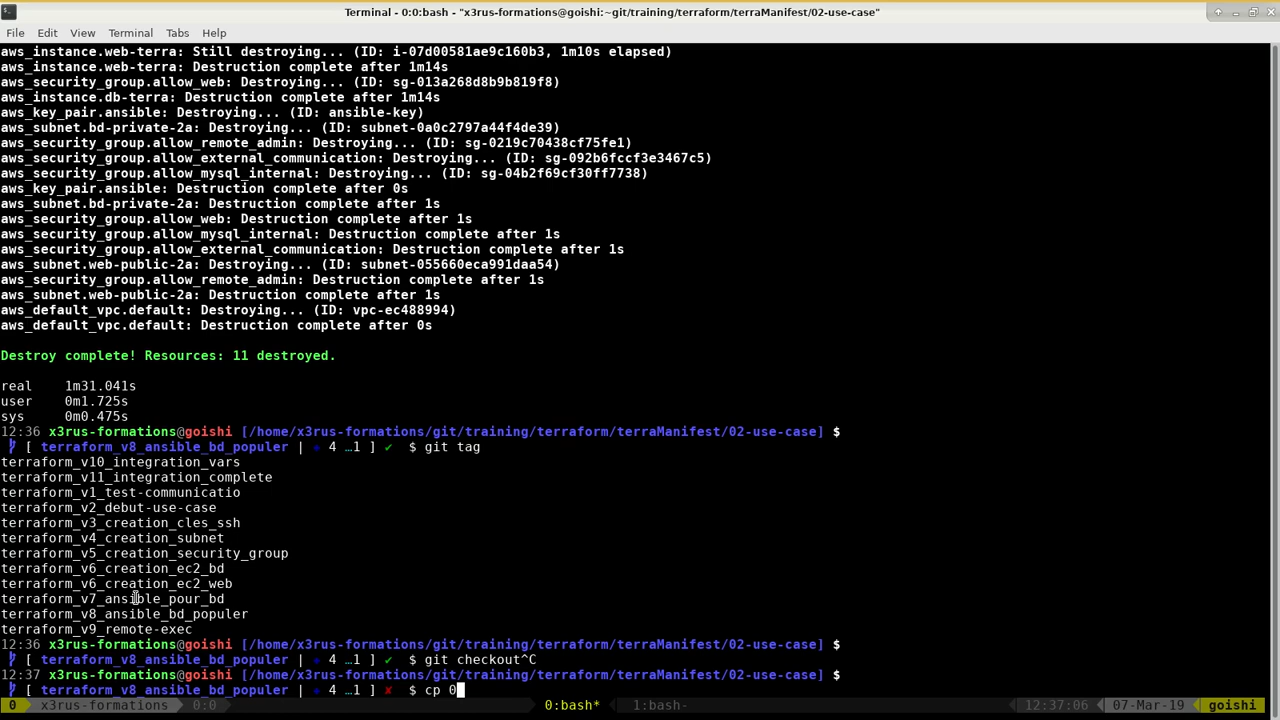 Terminal - 0:0:bash - "x3rus-formations@goishi:~git/training/terraform/terraManifest/02-use-case"
File Edit View Terminal Tabs Help
aws_instance.web-terra: Still destroying... (ID: i-07d00581ae9c160b3, 1m10s elapsed)
aws_instance.web-terra: Destruction complete after 1m14s
aws_security_group.allow_web: Destroying... (ID: sg-013a268d8b9b819f8)
aws_instance.db-terra: Destruction complete after 1m14s
aws_key_pair.ansible: Destroying... (ID: ansible-key)
aws_subnet.bd-private-2a: Destroying... (ID: subnet-0a0c2797a44f4de39)
aws_security_group.allow_remote_admin: Destroying... (ID: sg-0219c70438cf75fe1)
aws_security_group.allow_external_communication: Destroying... (ID: sg-092b6fccf3e3467c5)
aws_security_group.allow_mysql_internal: Destroying... (ID: sg-04b2f69cf30ff7738)
aws_key_pair.ansible: Destruction complete after 0s
aws_subnet.bd-private-2a: Destruction complete after 1s
aws_security_group.allow_web: Destruction complete after 1s
aws_security_group.allow_mysql_internal: Destruction complete after 1s
aws_security_group.allow_external_communication: Destruction complete after 1s
aws_subnet.web-public-2a: Destroying... (ID: subnet-055660eca991daa54)
aws_security_group.allow_remote_admin: Destruction complete after 1s
aws_subnet.web-public-2a: Destruction complete after 1s
aws_default_vpc.default: Destroying... (ID: vpc-ec488994)
aws_default_vpc.default: Destruction complete after 0s
Destroy complete! Resources: 11 destroyed.
real 1m31.041s
user 0m1.725s
sys 0m0.475s
12:36 x3rus-formations@goishi [/home/x3rus-formations/git/training/terraform/terraManifest/02-use-case] $
[ terraform_v8_ansible_bd_populer | 4 …1 ] ✔ $ git tag
terraform_v10_integration_vars
terraform_v11_integration_complete
terraform_v1_test-communicatio
terraform_v2_debut-use-case
terraform_v3_creation_cles_ssh
terraform_v4_creation_subnet
terraform_v5_creation_security_group
terraform_v6_creation_ec2_bd
terraform_v6_creation_ec2_web
terraform_v7_ansible_pour_bd
terraform_v8_ansible_bd_populer
terraform_v9_remote-exec
12:36 x3rus-formations@goishi [/home/x3rus-formations/git/training/terraform/terraManifest/02-use-case] $
[ terraform_v8_ansible_bd_populer | 4 …1 ] ✔ $ git checkout^C
12:37 x3rus-formations@goishi [/home/x3rus-formations/git/training/terraform/terraManifest/02-use-case] $
[ terraform_v8_ansible_bd_populer | 4 …1 ] ✘ $ cp 0
0 x3rus-formations 0:0 0:bash* 1:bash- 12:37:06 07-Mar-19 goishi